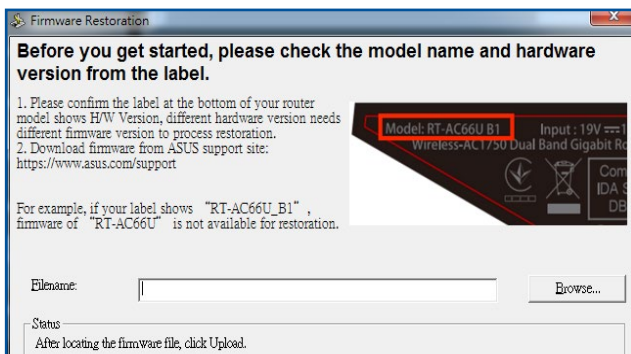 Firmware Restoration
Before you get started, please check the model name and hardware
version from the label.
1. Please confirm the label at the bottom of your router
model shows H/W Version, different hardware version needs
different firmware version to process restoration.
2. Download firmware from ASUS support site:
https://www.asus.com/support
For example, if your label shows “RT-AC66U_B1”,
firmware of “RT-AC66U” is not available for restoration.
Model: RT-AC66U B1 Input : 19V
Wireless-AC1750 Dual Band Gigabit
Com
IDA S
DB
Filename:
Browse...
Status
After locating the firmware file, click Upload.